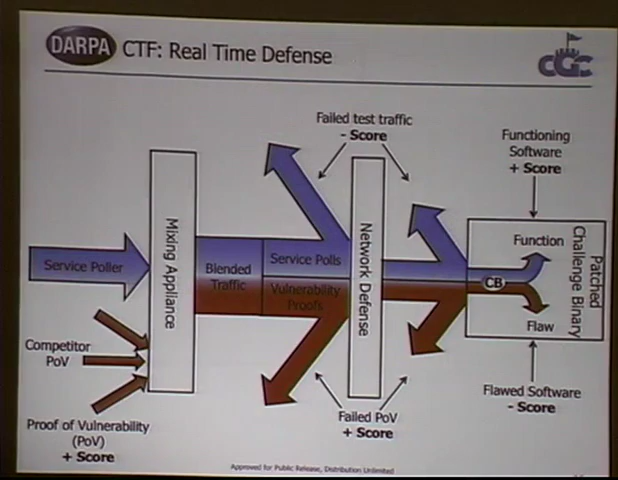 DARPA CTF: Real Time Defense
CGC
Failed test traffic
- Score
Functioning
Software
+ Score
Mixing Appliance
Network Defense
Patched
Challenge Binary
Service Poller
Blended
Traffic
Service Polls
Vulnerability
Proofs
CB
Function
Flaw
Competitor
PoV
Proof of Vulnerability
(PoV)
+ Score
Failed PoV
+ Score
Flawed Software
- Score
Approved for Public Release, Distribution Unlimited